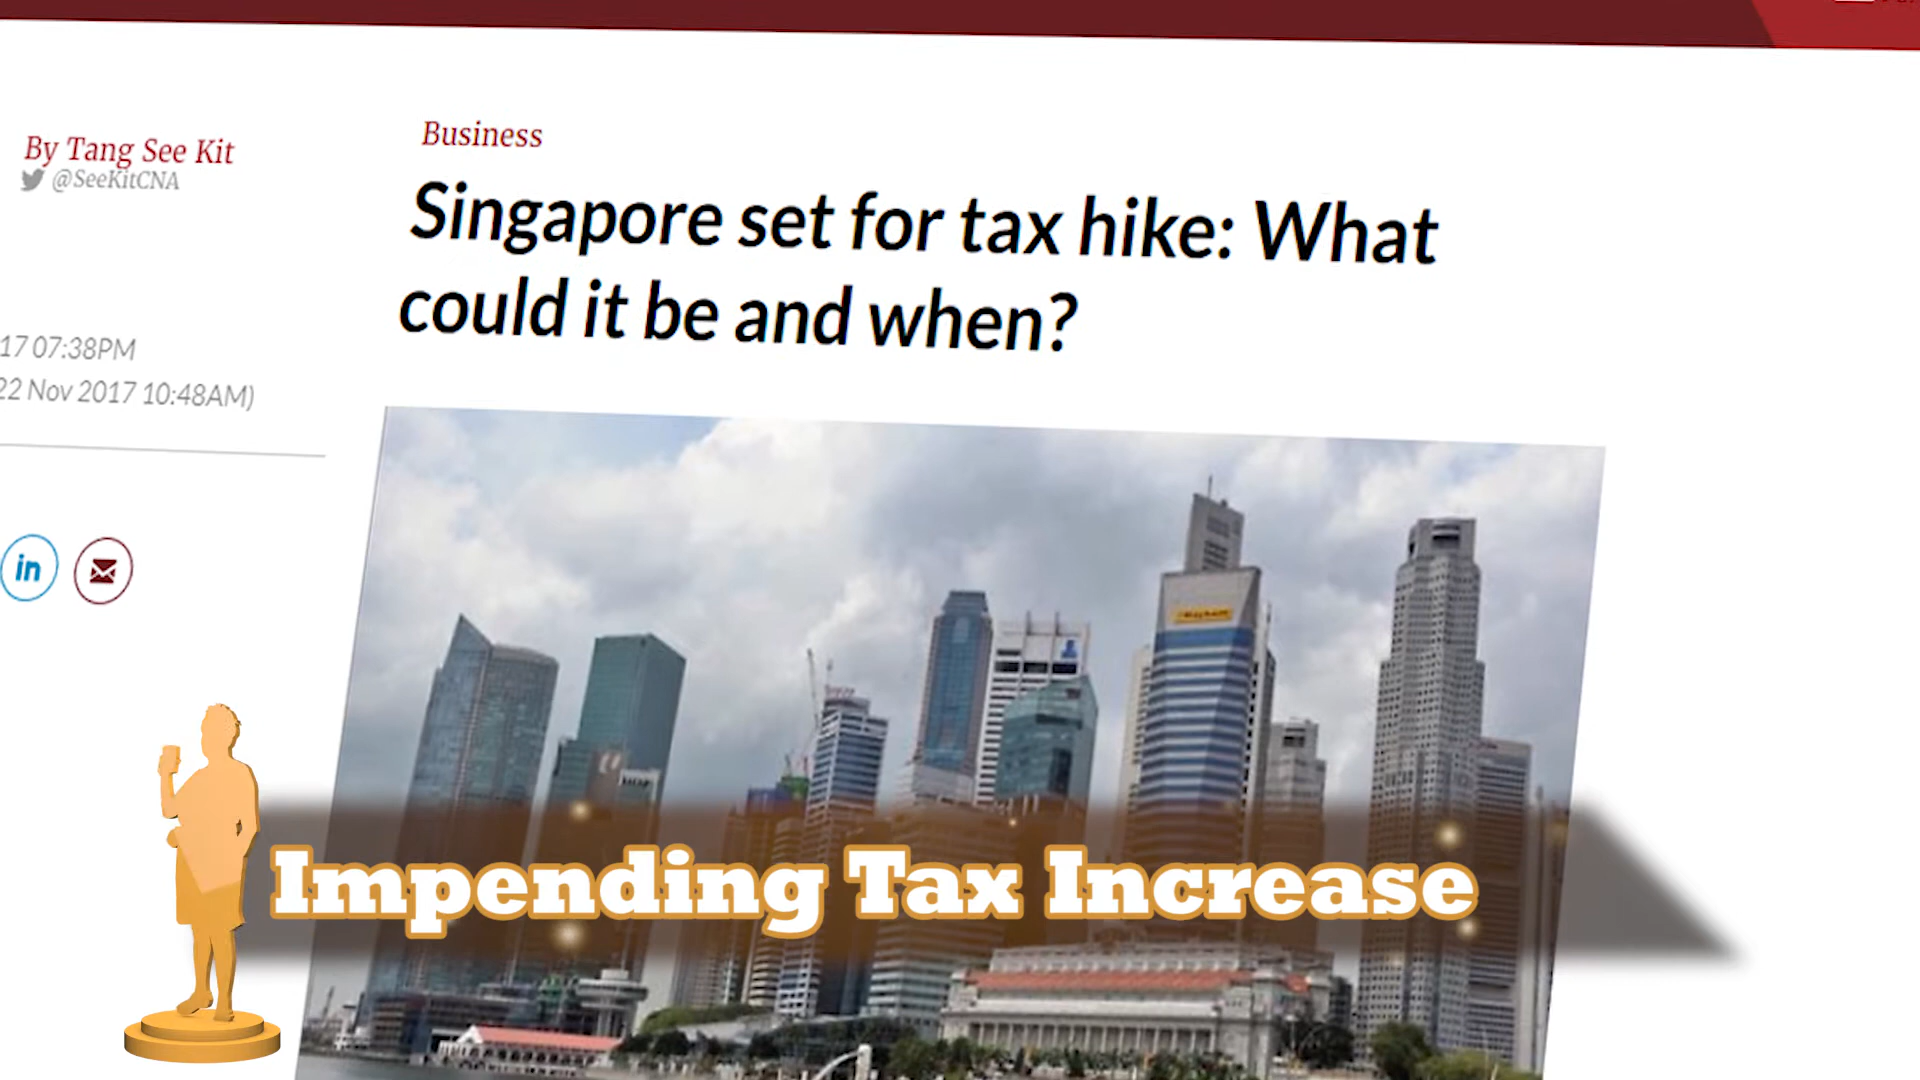 By Tang See Kit
@SeeKitCNA
17 07:38PM
22 Nov 2017 10:48AM)
in
Business
Singapore set for tax hike: What
could it be and when?
Maybank
Impending Tax Increase